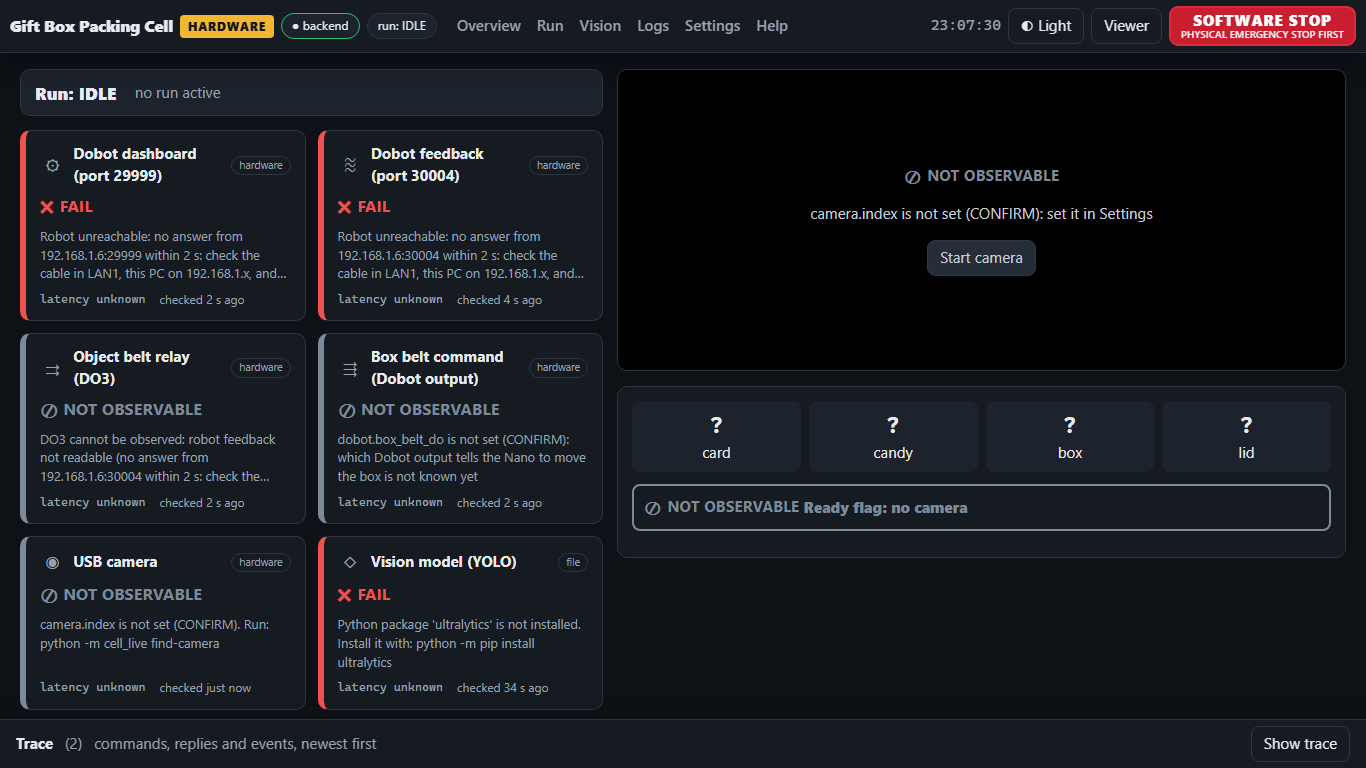 Gift Box Packing Cell HARDWARE backend run: IDLE Overview Run Vision Logs Settings Help 23:07:30 Light Viewer SOFTWARE STOP
PHYSICAL EMERGENCY STOP FIRST
Run: IDLE no run active
Dobot dashboard
(port 29999)
hardware
FAIL
Robot unreachable: no answer from
192.168.1.6:29999 within 2 s: check the
cable in LAN1, this PC on 192.168.1.x, and...
latency unknown checked 2 s ago
Dobot feedback
(port 30004)
hardware
FAIL
Robot unreachable: no answer from
192.168.1.6:30004 within 2 s: check the
cable in LAN1, this PC on 192.168.1.x, and...
latency unknown checked 4 s ago
Object belt relay
(DO3)
hardware
NOT OBSERVABLE
DO3 cannot be observed: robot feedback
not readable (no answer from
192.168.1.6:30004 within 2 s: check the...
latency unknown checked 2 s ago
Box belt command
(Dobot output)
hardware
NOT OBSERVABLE
dobot.box_belt_do is not set (CONFIRM):
which Dobot output tells the Nano to move
the box is not known yet
latency unknown checked 2 s ago
USB camera
hardware
NOT OBSERVABLE
camera.index is not set (CONFIRM). Run:
python -m cell_live find-camera
latency unknown checked just now
Vision model (YOLO)
file
FAIL
Python package 'ultralytics' is not installed.
Install it with: python -m pip install
ultralytics
latency unknown checked 34 s ago
NOT OBSERVABLE
camera.index is not set (CONFIRM): set it in Settings
Start camera
? ? ? ?
card candy box lid
NOT OBSERVABLE Ready flag: no camera
Trace (2) commands, replies and events, newest first Show trace